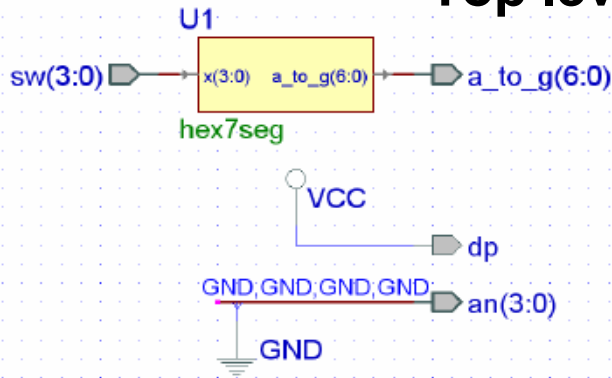 U1
sw(3:0)
x(3:0) a_to_g(6:0)
a_to_g(6:0)
hex7seg
VCC
dp
GND,GND,GND,GND
an(3:0)
GND